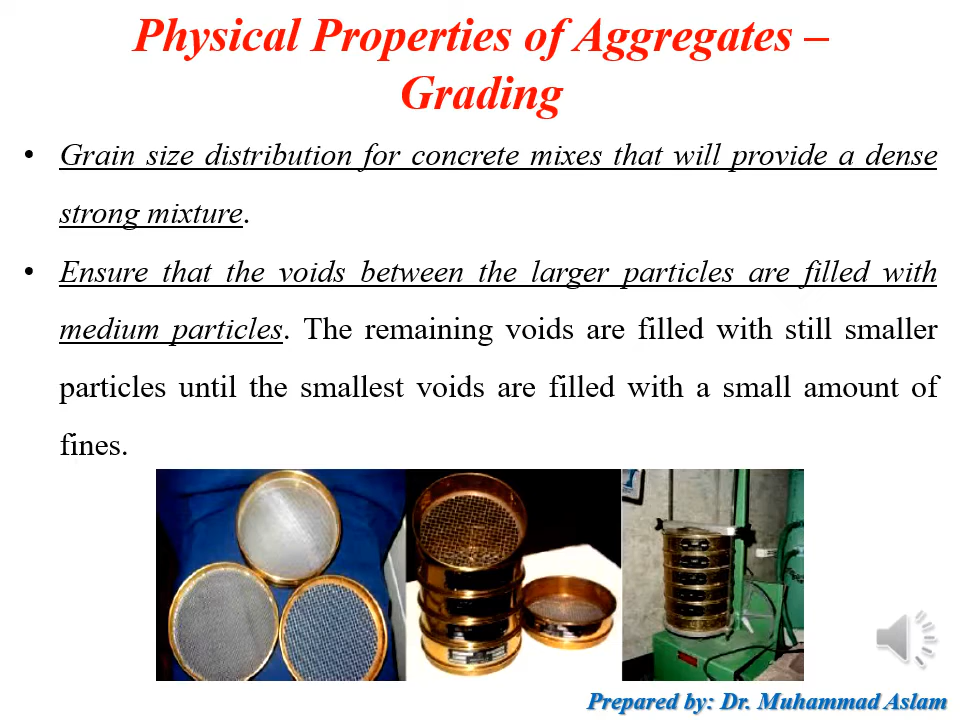 Physical Properties of Aggregates –
Grading
• Grain size distribution for concrete mixes that will provide a dense
strong mixture.
• Ensure that the voids between the larger particles are filled with
medium particles. The remaining voids are filled with still smaller
particles until the smallest voids are filled with a small amount of
fines.
Prepared by: Dr. Muhammad Aslam